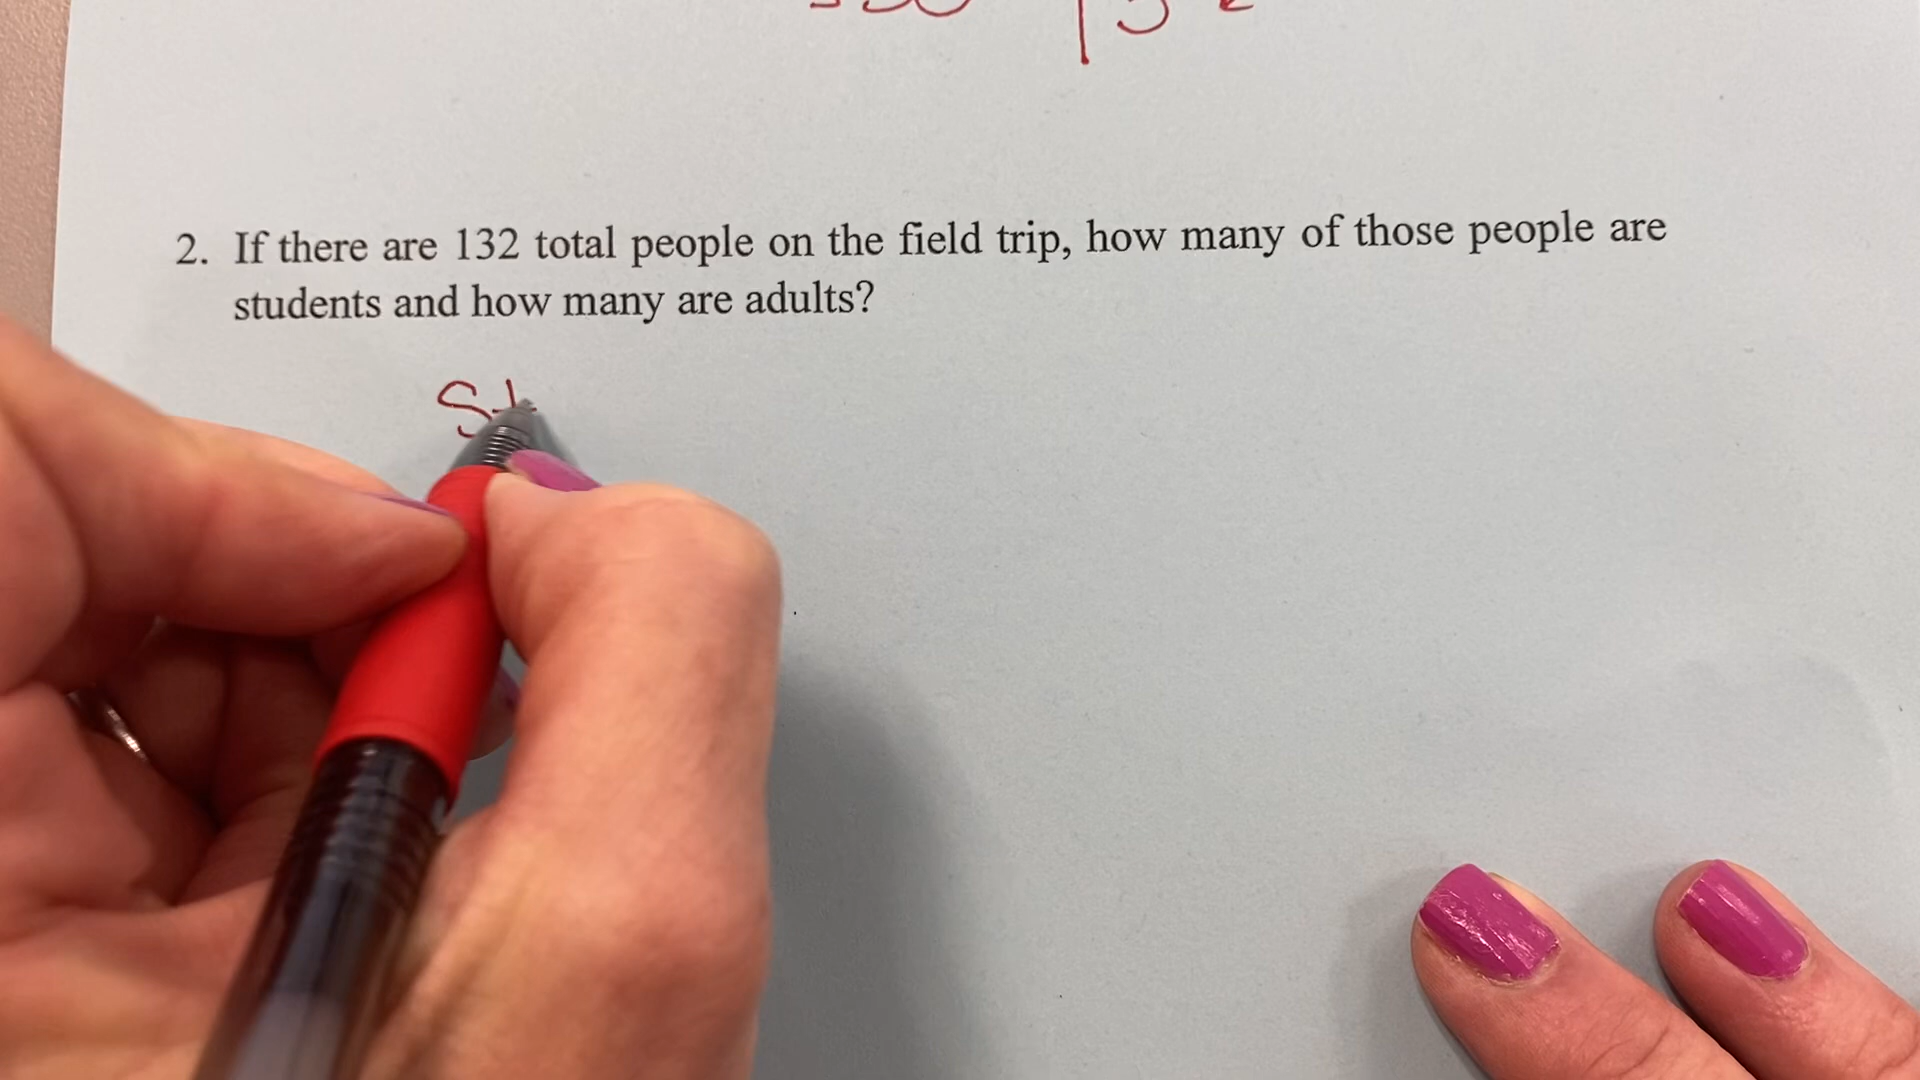 2. If there are 132 total people on the field trip, how many of those people are
students and how many are adults?
St